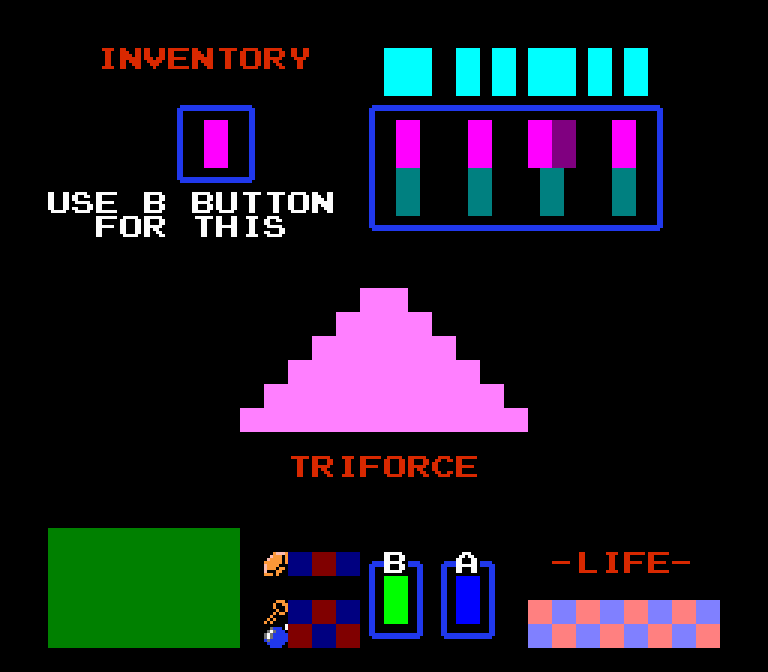 INVENTORY
USE B BUTTON
FOR THIS
TRIFORCE
B A
-LIFE-